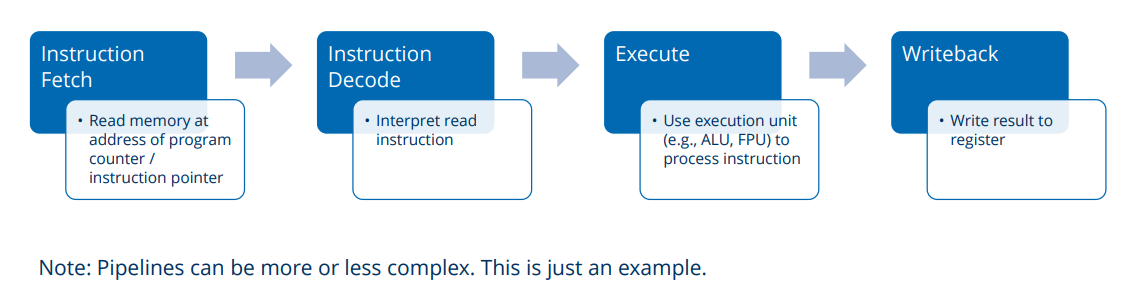 Instruction
Fetch
• Read memory at
address of program
counter /
instruction pointer
Instruction
Decode
• Interpret read
instruction
Execute
• Use execution unit
(e.g., ALU, FPU) to
process instruction
Writeback
• Write result to
register
Note: Pipelines can be more or less complex. This is just an example.